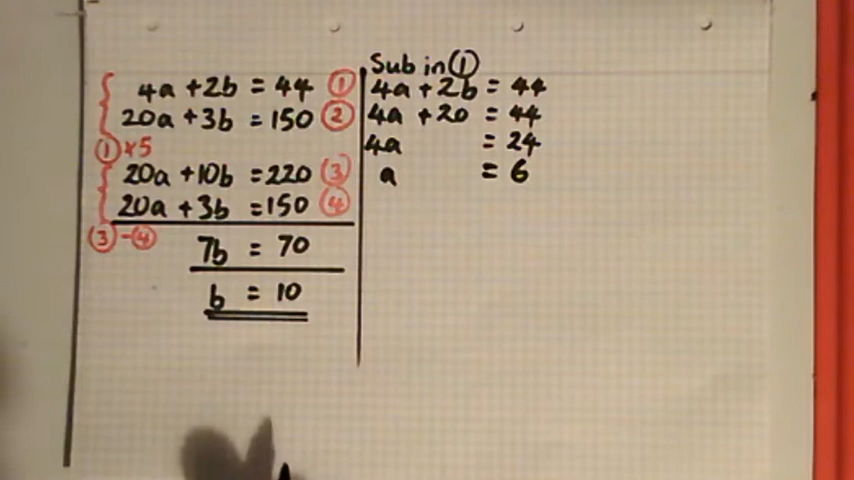 4a + 2b = 44 ①
20a + 3b = 150 ②
① x5
20a + 10b = 220 ③
20a + 3b = 150 ④
③ - ④
7b = 70
b = 10
Sub in ①
4a + 2b = 44
4a + 20 = 44
4a = 24
a = 6